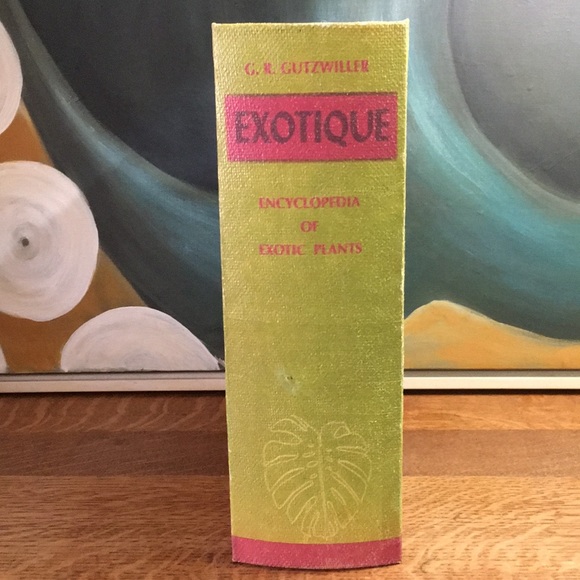 G. R. GUTZWILLER
EXOTIQUE
ENCYCLOPEDIA
OF
EXOTIC PLANTS